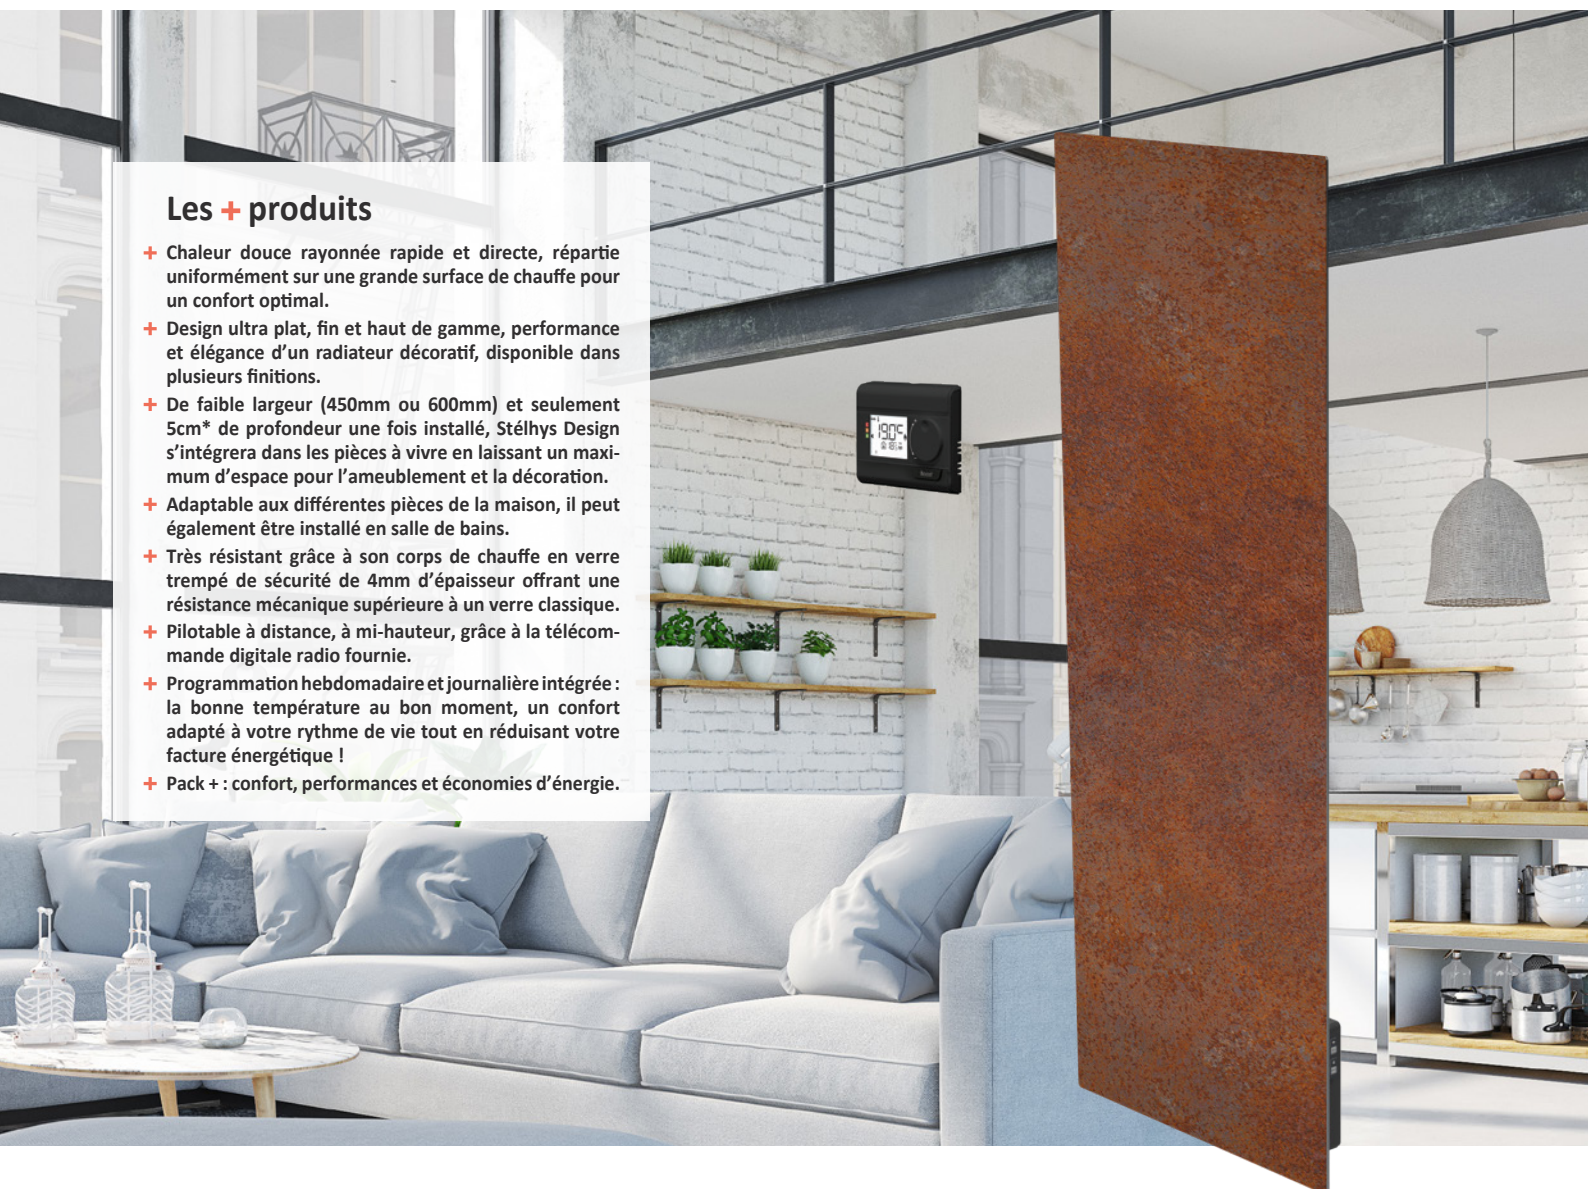 Les + produits
+ Chaleur douce rayonnée rapide et directe, répartie
uniformément sur une grande surface de chauffe pour
un confort optimal.
+ Design ultra plat, fin et haut de gamme, performance
et élégance d’un radiateur décoratif, disponible dans
plusieurs finitions.
+ De faible largeur (450mm ou 600mm) et seulement
5cm* de profondeur une fois installé, Stélhys Design
s’intégrera dans les pièces à vivre en laissant un maxi-
mum d’espace pour l’ameublement et la décoration.
+ Adaptable aux différentes pièces de la maison, il peut
également être installé en salle de bains.
+ Très résistant grâce à son corps de chauffe en verre
trempé de sécurité de 4mm d’épaisseur offrant une
résistance mécanique supérieure à un verre classique.
+ Pilotable à distance, à mi-hauteur, grâce à la télécom-
mande digitale radio fournie.
+ Programmation hebdomadaire et journalière intégrée :
la bonne température au bon moment, un confort
adapté à votre rythme de vie tout en réduisant votre
facture énergétique !
+ Pack + : confort, performances et économies d’énergie.
19.0°c